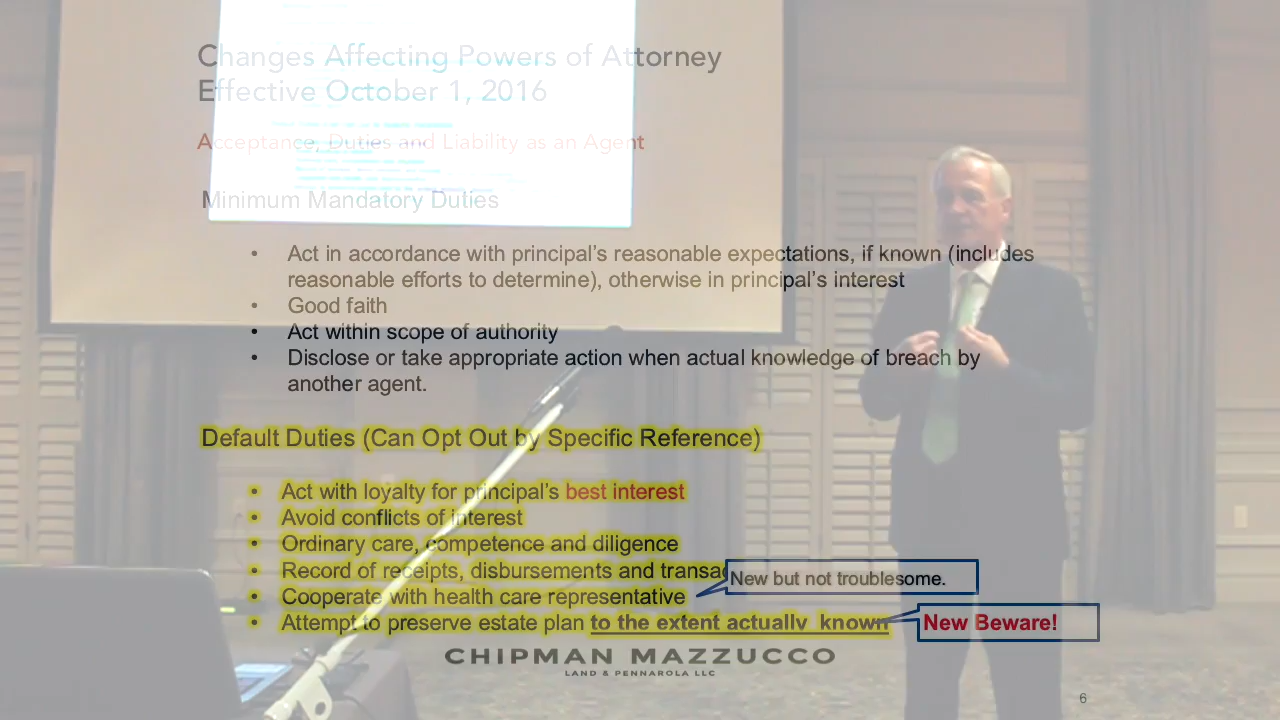 Changes Affecting Powers of Attorney
Effective October 1, 2016
Acceptance, Duties and Liability as an Agent
Minimum Mandatory Duties
• Act in accordance with principal's reasonable expectations, if known (includes
reasonable efforts to determine), otherwise in principal's interest
• Good faith
• Act within scope of authority
• Disclose or take appropriate action when actual knowledge of breach by
another agent.
Default Duties (Can Opt Out by Specific Reference)
• Act with loyalty for principal's best interest
• Avoid conflicts of interest
• Ordinary care, competence and diligence
• Record of receipts, disbursements and transac
New but not troublesome.
• Cooperate with health care representative
• Attempt to preserve estate plan to the extent actually known
New Beware!
CHIPMAN MAZZUCCO
LAND & PENNAROLA LLC
6